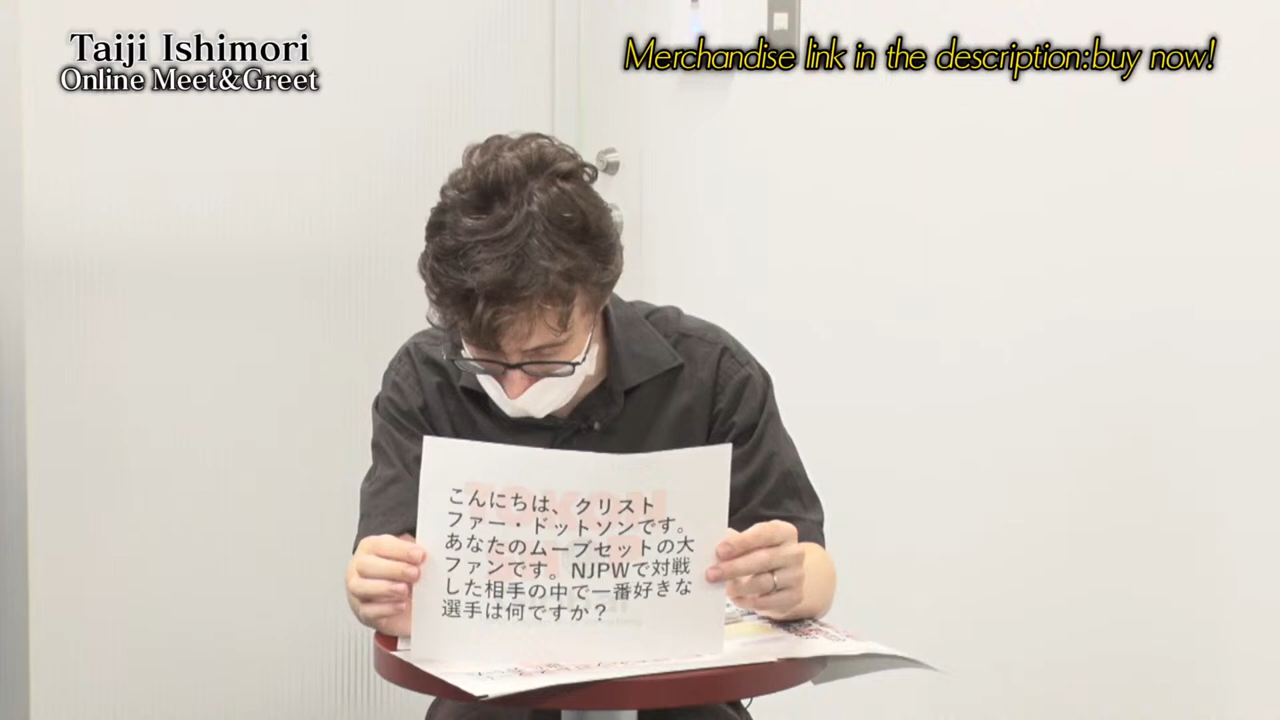 Taiji Ishimori
Online Meet&Greet
Merchandise link in the description:buy now!
こんにちは、クリスト
ファー・ドットソンです。
あなたのムーブセットの大
ファンです。NJPWで対戦
した相手の中で一番好きな
選手は何ですか？